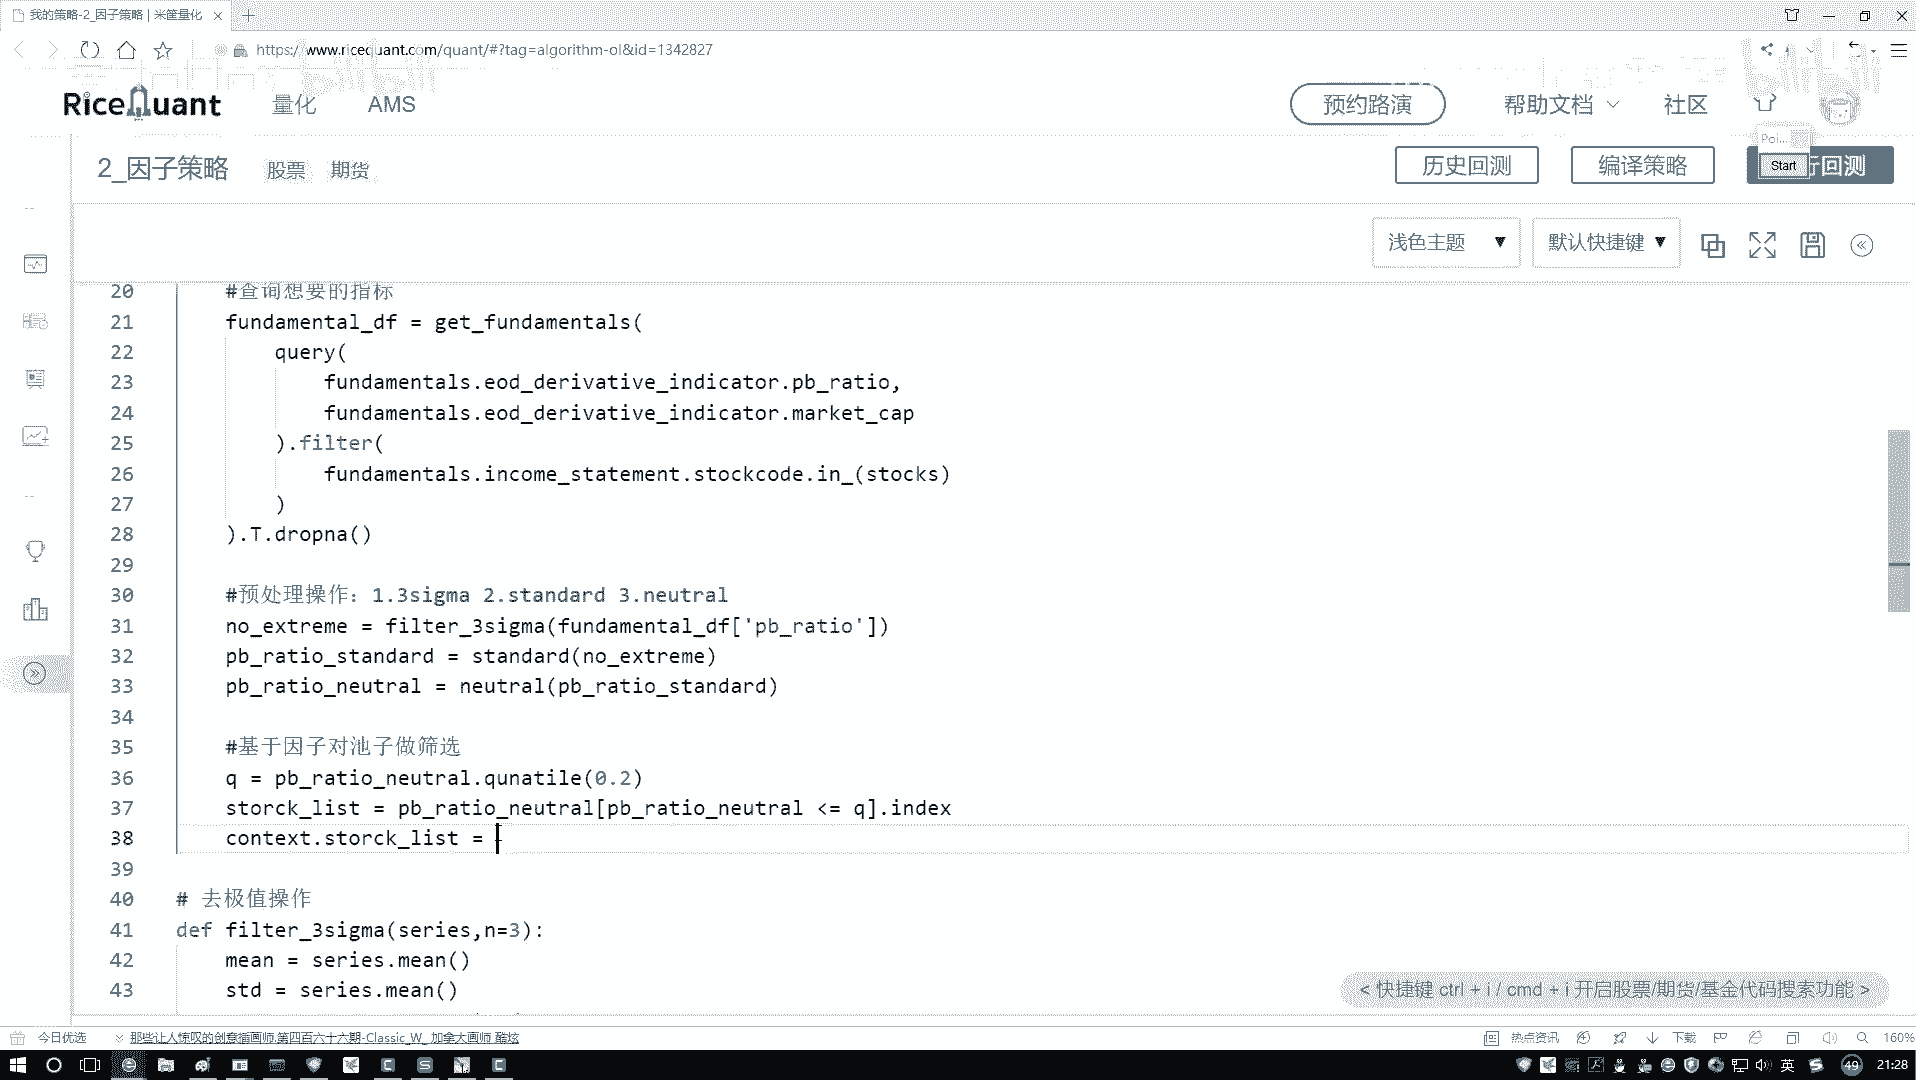 我的策略-2_因子策略 | 米筐量化
https://www.ricequant.com/quant/#?tag=algorithm-ol&id=1342827
RiceQuant 量化 AMS 预约路演 帮助文档 社区
Poi...
Start
2_因子策略 股票 期货 历史回测 编译策略 行回测
浅色主题 ▼ 默认快捷键 ▼
20 #查询想要的指标
21 fundamental_df = get_fundamentals(
22 query(
23 fundamentals.eod_derivative_indicator.pb_ratio,
24 fundamentals.eod_derivative_indicator.market_cap
25 ).filter(
26 fundamentals.income_statement.stockcode.in_(stocks)
27 )
28 ).T.dropna()
29
30 #预处理操作：1.3sigma 2.standard 3.neutral
31 no_extreme = filter_3sigma(fundamental_df['pb_ratio'])
32 pb_ratio_standard = standard(no_extreme)
33 pb_ratio_neutral = neutral(pb_ratio_standard)
34
35 #基于因子对池子做筛选
36 q = pb_ratio_neutral.qunatile(0.2)
37 storck_list = pb_ratio_neutral[pb_ratio_neutral <= q].index
38 context.storck_list =
39
40 # 去极值操作
41 def filter_3sigma(series,n=3):
42 mean = series.mean()
43 std = series.mean()
< 快捷键 ctrl + i / cmd + i 开启股票/期货/基金代码搜索功能 >
今日优选 那些让人惊叹的创意插画师.第四百六十六期-Classic_W_ 加拿大画师 酷炫 热点资讯 下载 160%
英 49 21:28